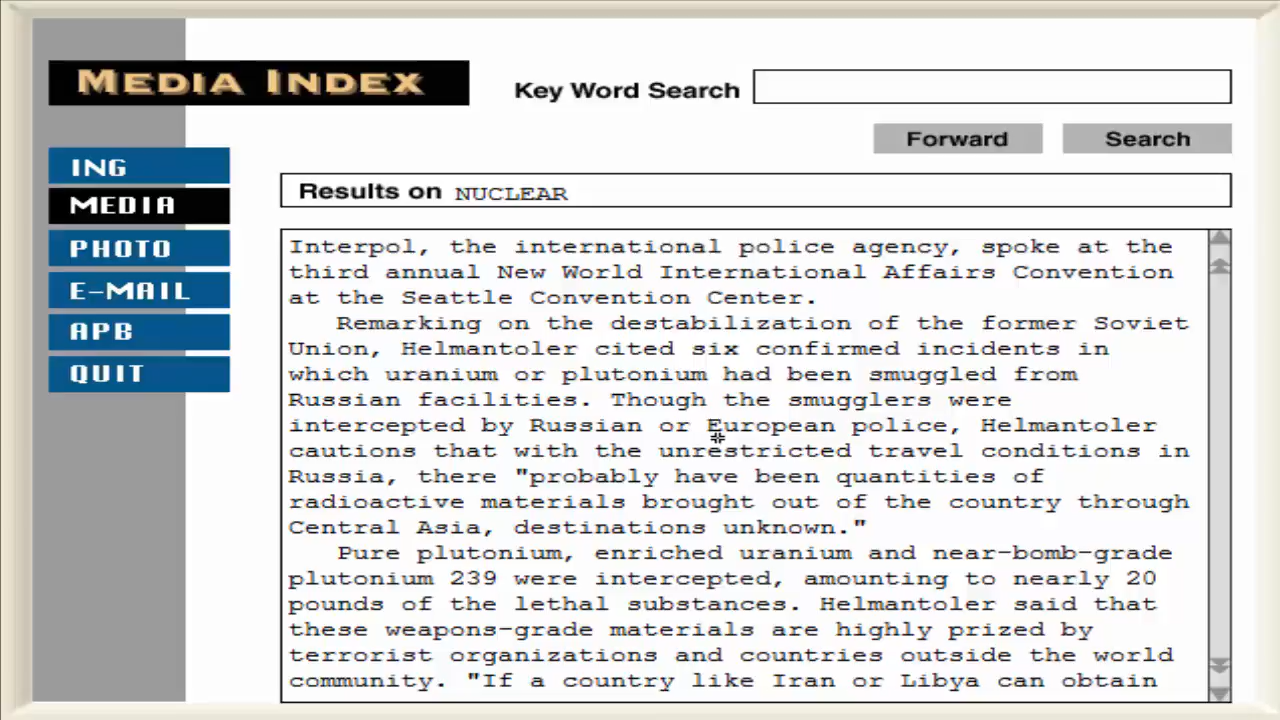 MEDIA INDEX
Key Word Search
Forward
Search
ING
MEDIA
PHOTO
E-MAIL
APB
QUIT
Results on NUCLEAR
Interpol, the international police agency, spoke at the
third annual New World International Affairs Convention
at the Seattle Convention Center.
Remarking on the destabilization of the former Soviet
Union, Helmantoler cited six confirmed incidents in
which uranium or plutonium had been smuggled from
Russian facilities. Though the smugglers were
intercepted by Russian or European police, Helmantoler
cautions that with the unrestricted travel conditions in
Russia, there "probably have been quantities of
radioactive materials brought out of the country through
Central Asia, destinations unknown."
Pure plutonium, enriched uranium and near-bomb-grade
plutonium 239 were intercepted, amounting to nearly 20
pounds of the lethal substances. Helmantoler said that
these weapons-grade materials are highly prized by
terrorist organizations and countries outside the world
community. "If a country like Iran or Libya can obtain